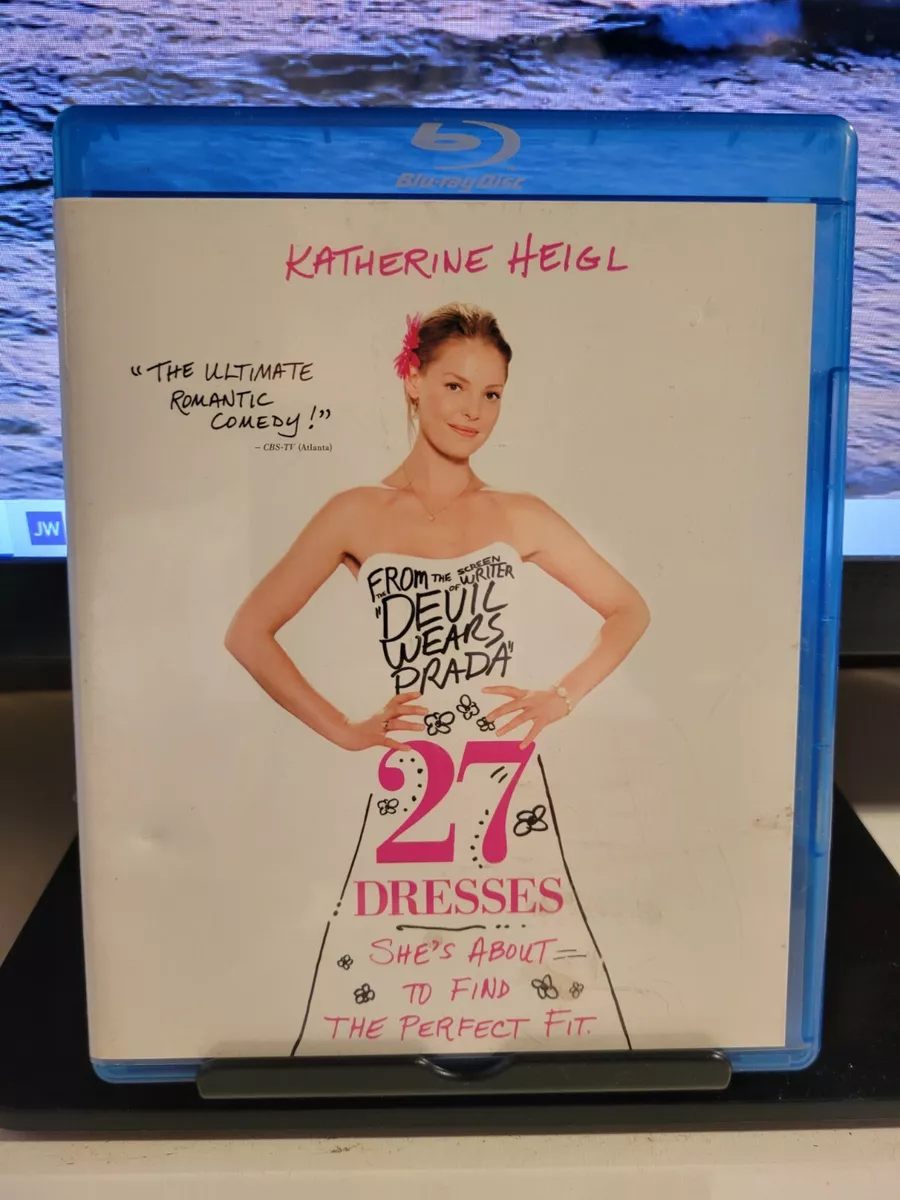 Blu-ray Disc
KATHERINE HEIGL
"THE ULTIMATE
ROMANTIC
COMEDY!"
– CBS-TV (Atlanta)
JW
FROM THE SCREEN
WRITER
OF
THE
"DEVIL
WEARS
PRADA"
27
DRESSES
SHE'S ABOUT
TO FIND
THE PERFECT FIT.